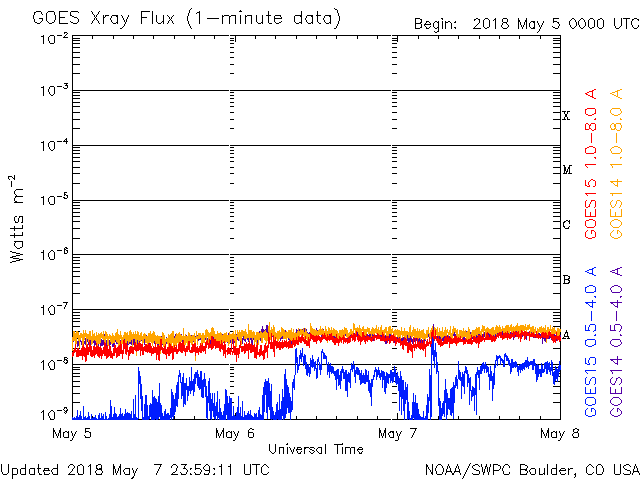 GOES Xray Flux (1-minute data)
Begin: 2018 May 5 0000 UTC
Watts m⁻²
10⁻²
10⁻³
10⁻⁴
10⁻⁵
10⁻⁶
10⁻⁷
10⁻⁸
10⁻⁹
X
M
C
B
A
GOES15 1.0-8.0 A
GOES14 1.0-8.0 A
GOES15 0.5-4.0 A
GOES14 0.5-4.0 A
May 5
May 6
May 7
May 8
Universal Time
Updated 2018 May 7 23:59:11 UTC
NOAA/SWPC Boulder, CO USA